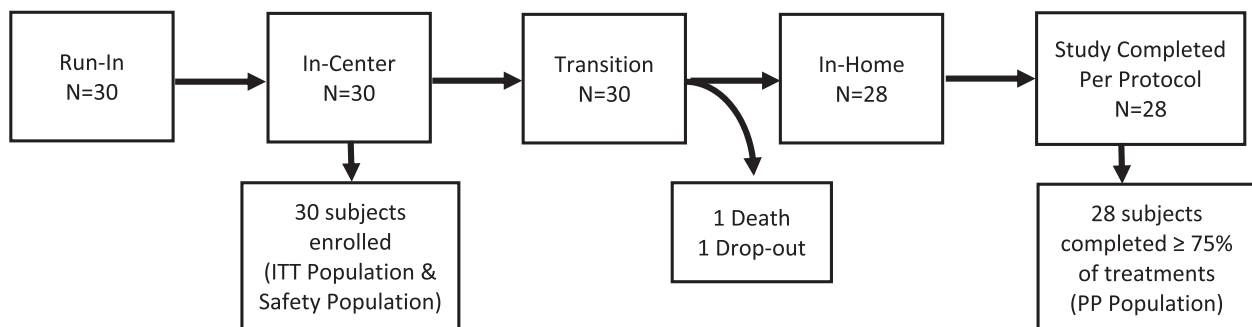 Run-In
N=30
In-Center
N=30
Transition
N=30
In-Home
N=28
Study Completed
Per Protocol
N=28
30 subjects
enrolled
(ITT Population &
Safety Population)
1 Death
1 Drop-out
28 subjects
completed ≥ 75%
of treatments
(PP Population)